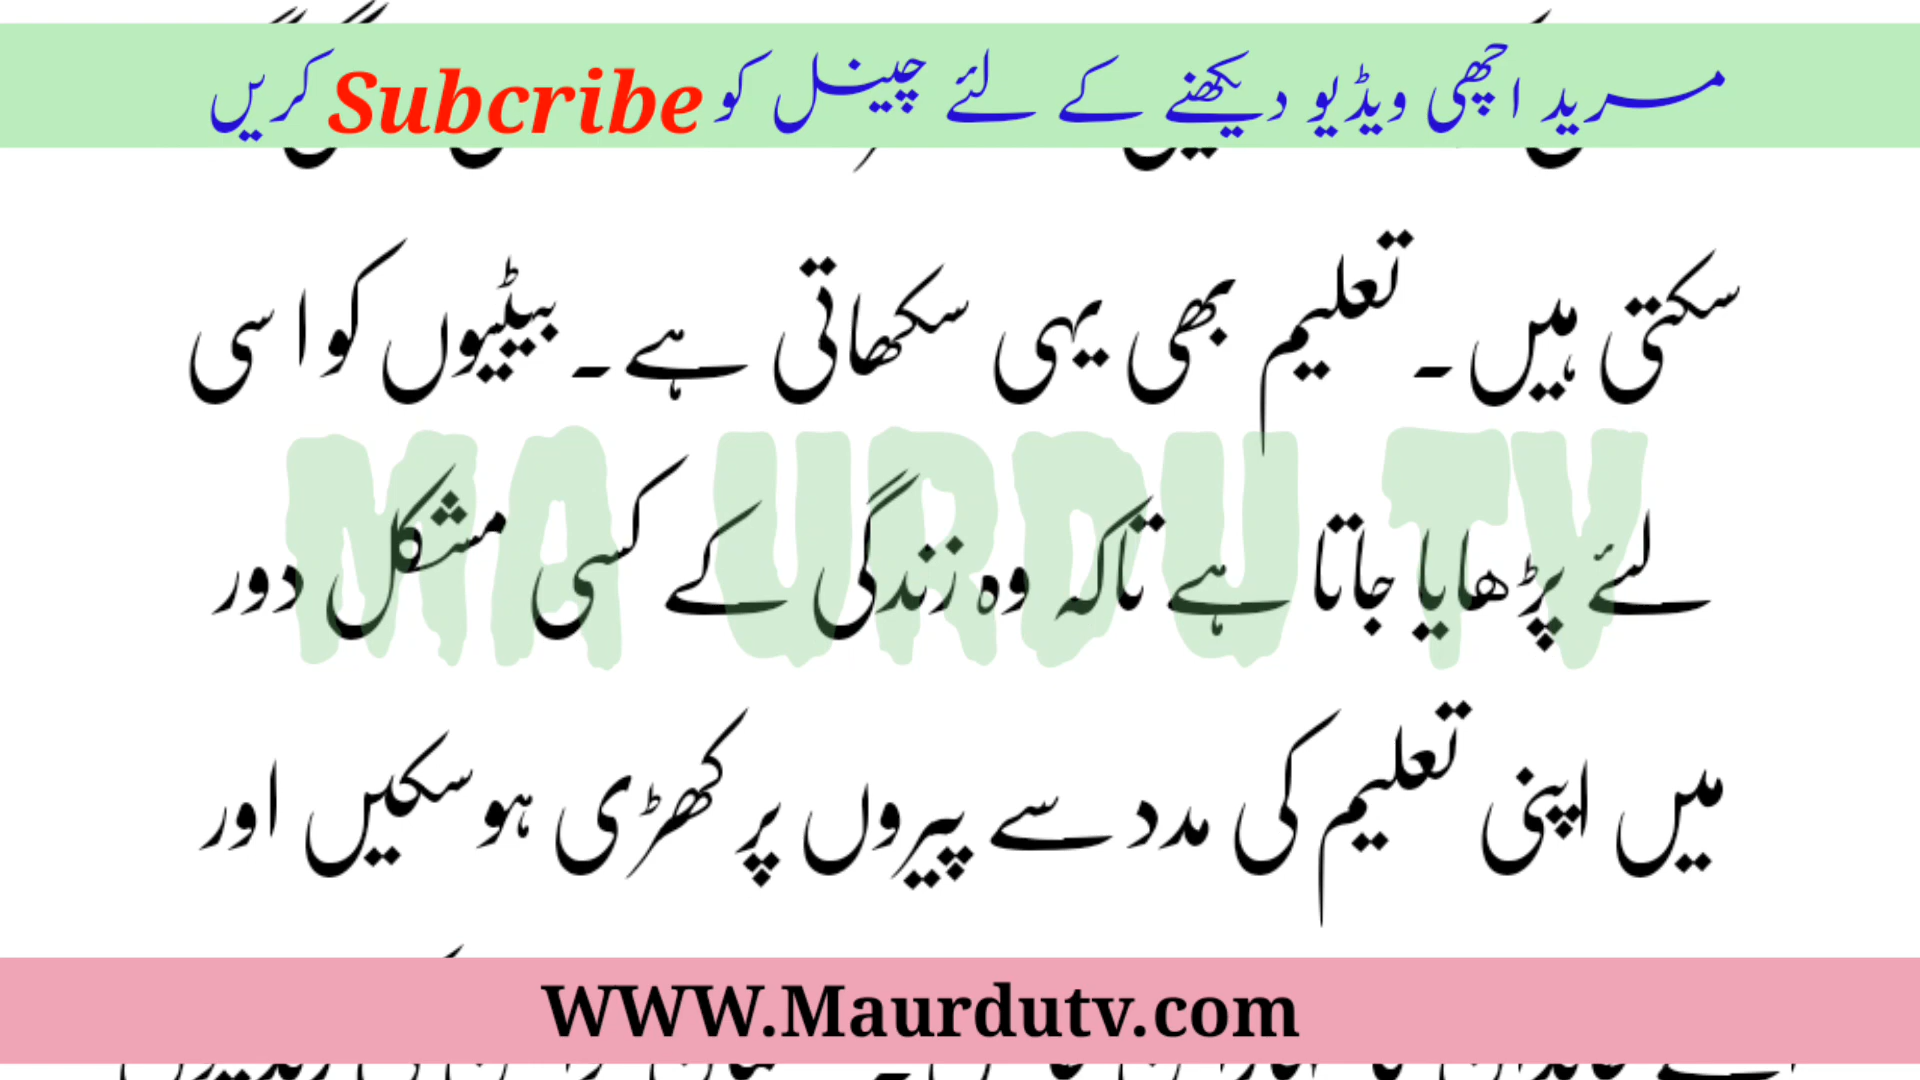 مرید اچھی ویڈیو دیکھنے کے لئے چینل کو Subcribe کریں
سکتی ہیں۔ تعلیم بھی یہی سکھاتی ہے۔ بیٹیوں کو اسی
MA URDU TV
لئے پڑھایا جاتا ہے تاکہ وہ زندگی کے کسی مشکل دور
میں اپنی تعلیم کی مدد سے پیروں پر کھڑی ہو سکیں اور
WWW.Maurdutv.com